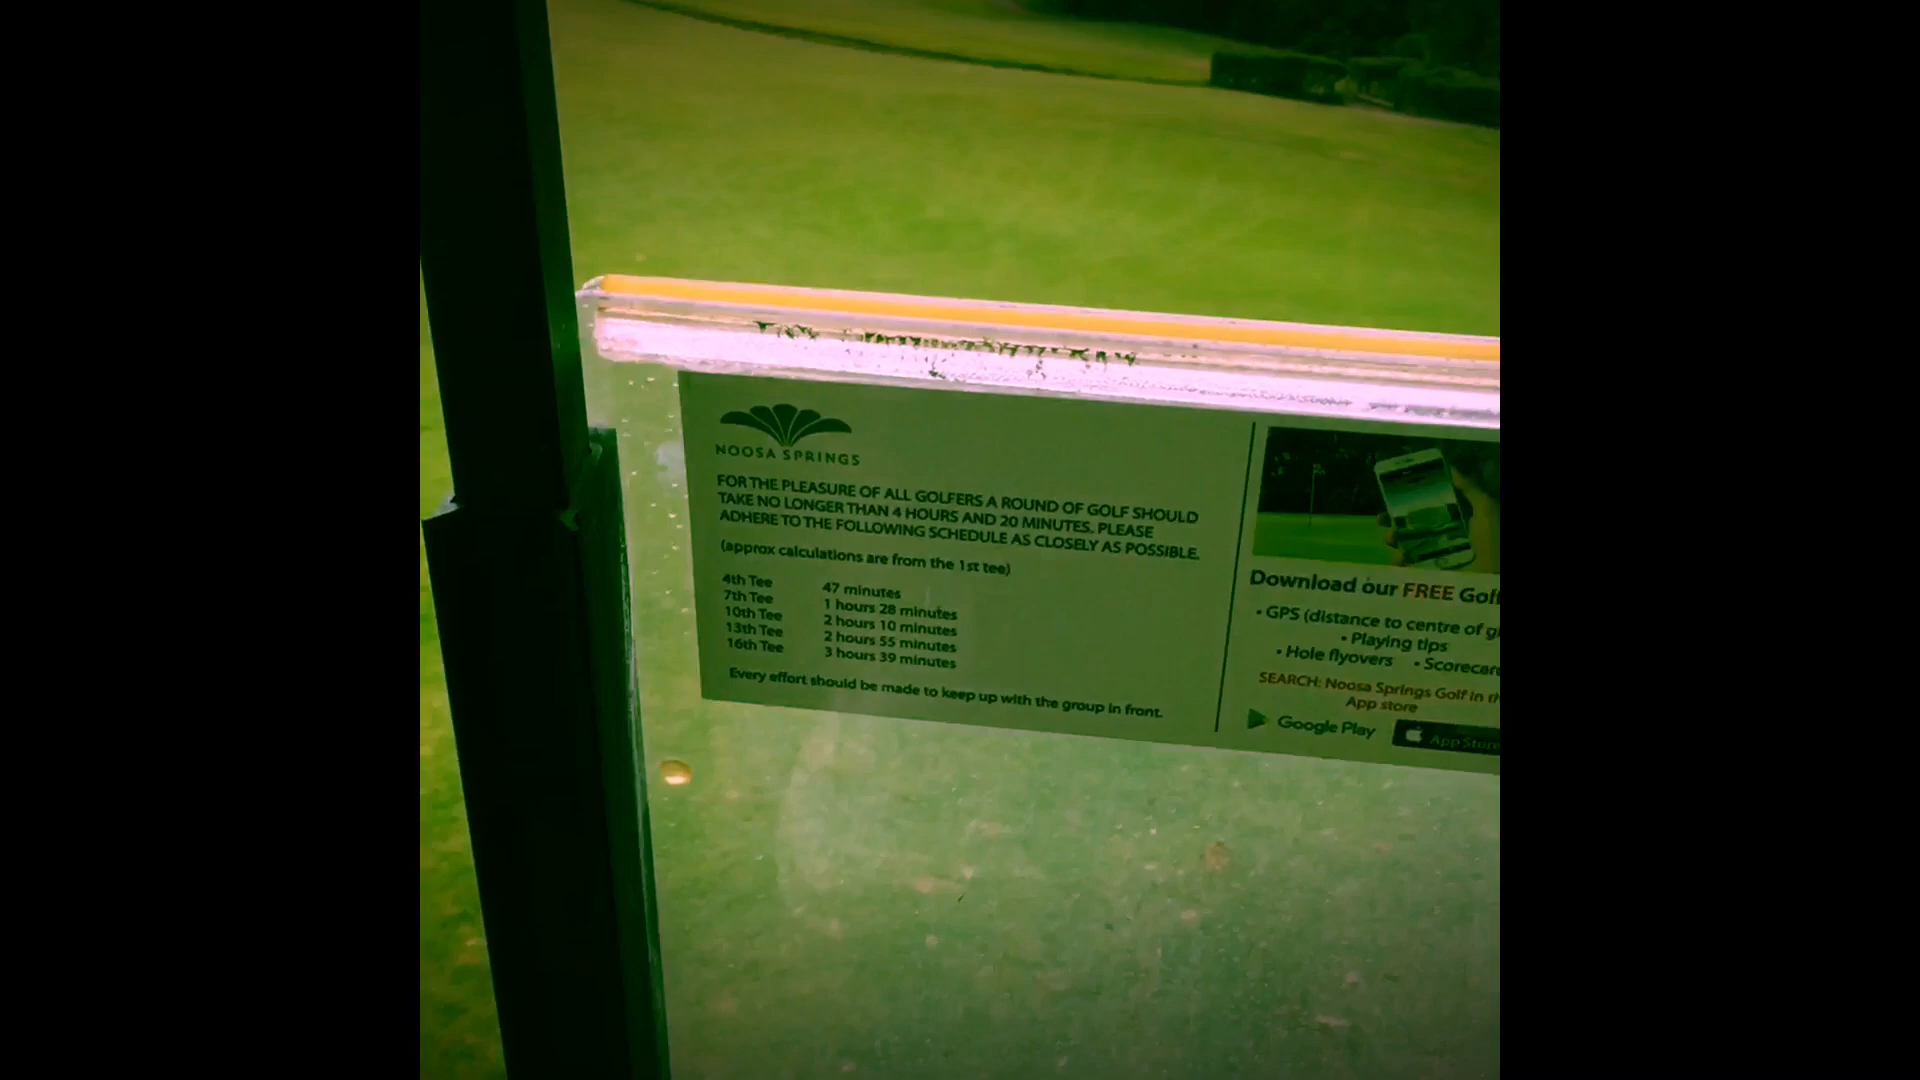 NOOSA SPRINGS
FOR THE PLEASURE OF ALL GOLFERS A ROUND OF GOLF SHOULD
TAKE NO LONGER THAN 4 HOURS AND 20 MINUTES. PLEASE
ADHERE TO THE FOLLOWING SCHEDULE AS CLOSELY AS POSSIBLE.
(approx calculations are from the 1st tee)
4th Tee 47 minutes
7th Tee 1 hours 28 minutes
10th Tee 2 hours 10 minutes
13th Tee 2 hours 55 minutes
16th Tee 3 hours 39 minutes
Every effort should be made to keep up with the group in front.
Download our FREE Golf
• GPS (distance to centre of
• Playing tips
• Hole flyovers • Scorecar
SEARCH: Noosa Springs Golf in
App store
Google Play
App Store